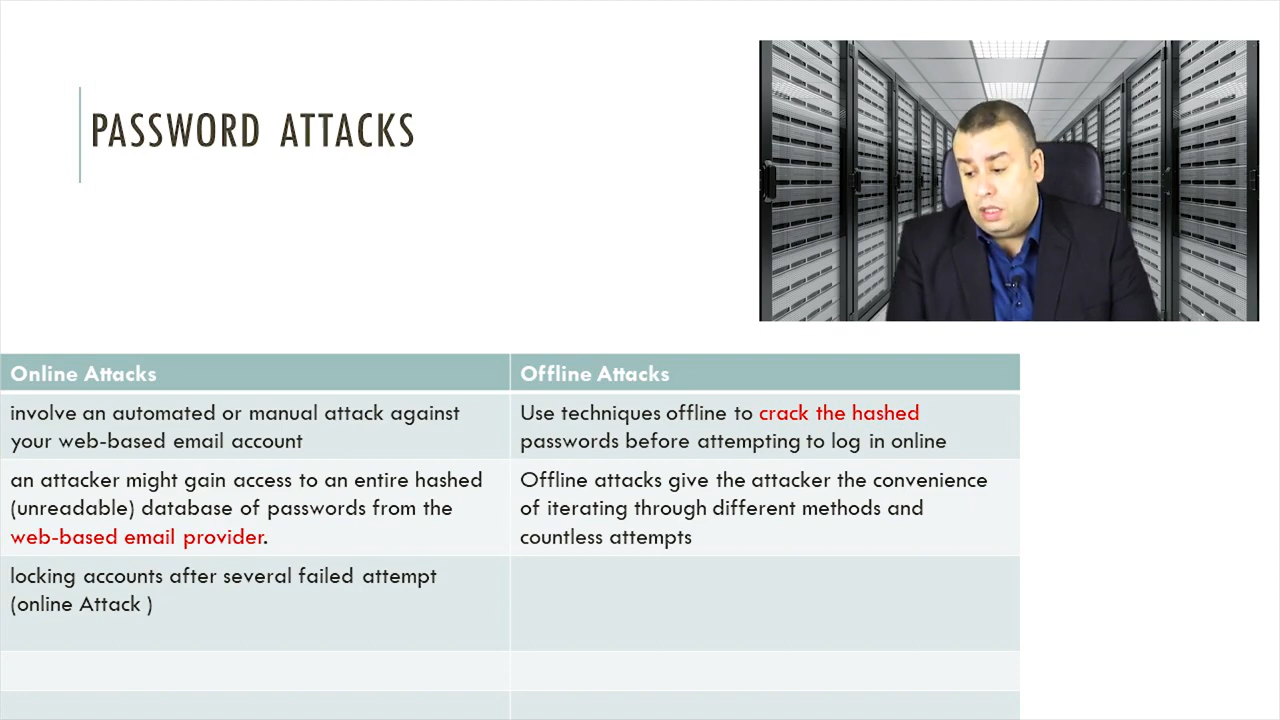 PASSWORD ATTACKS
Online Attacks
Offline Attacks
involve an automated or manual attack against
your web-based email account
Use techniques offline to crack the hashed
passwords before attempting to log in online
an attacker might gain access to an entire hashed
(unreadable) database of passwords from the
web-based email provider.
Offline attacks give the attacker the convenience
of iterating through different methods and
countless attempts
locking accounts after several failed attempt
(online Attack )